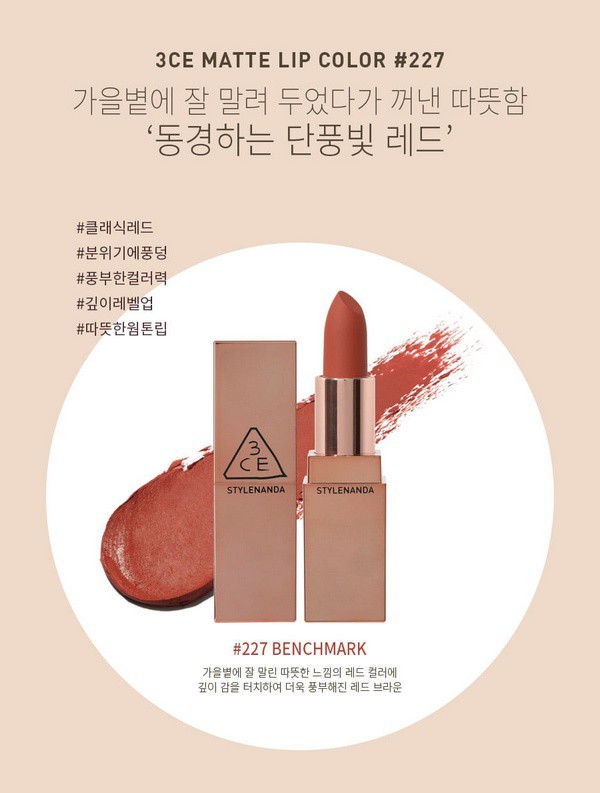 3CE MATTE LIP COLOR #227
가을볕에 잘 말려 두었다가 꺼낸 따뜻함
‘동경하는 단풍빛 레드’
#클래식레드
#분위기에풍덩
#풍부한컬러력
#깊이레벨업
#따뜻한웜톤립
3
CE
STYLENANDA
STYLENANDA
#227 BENCHMARK
가을볕에 잘 말린 따뜻한 느낌의 레드 컬러에
깊이 감을 터치하여 더욱 풍부해진 레드 브라운